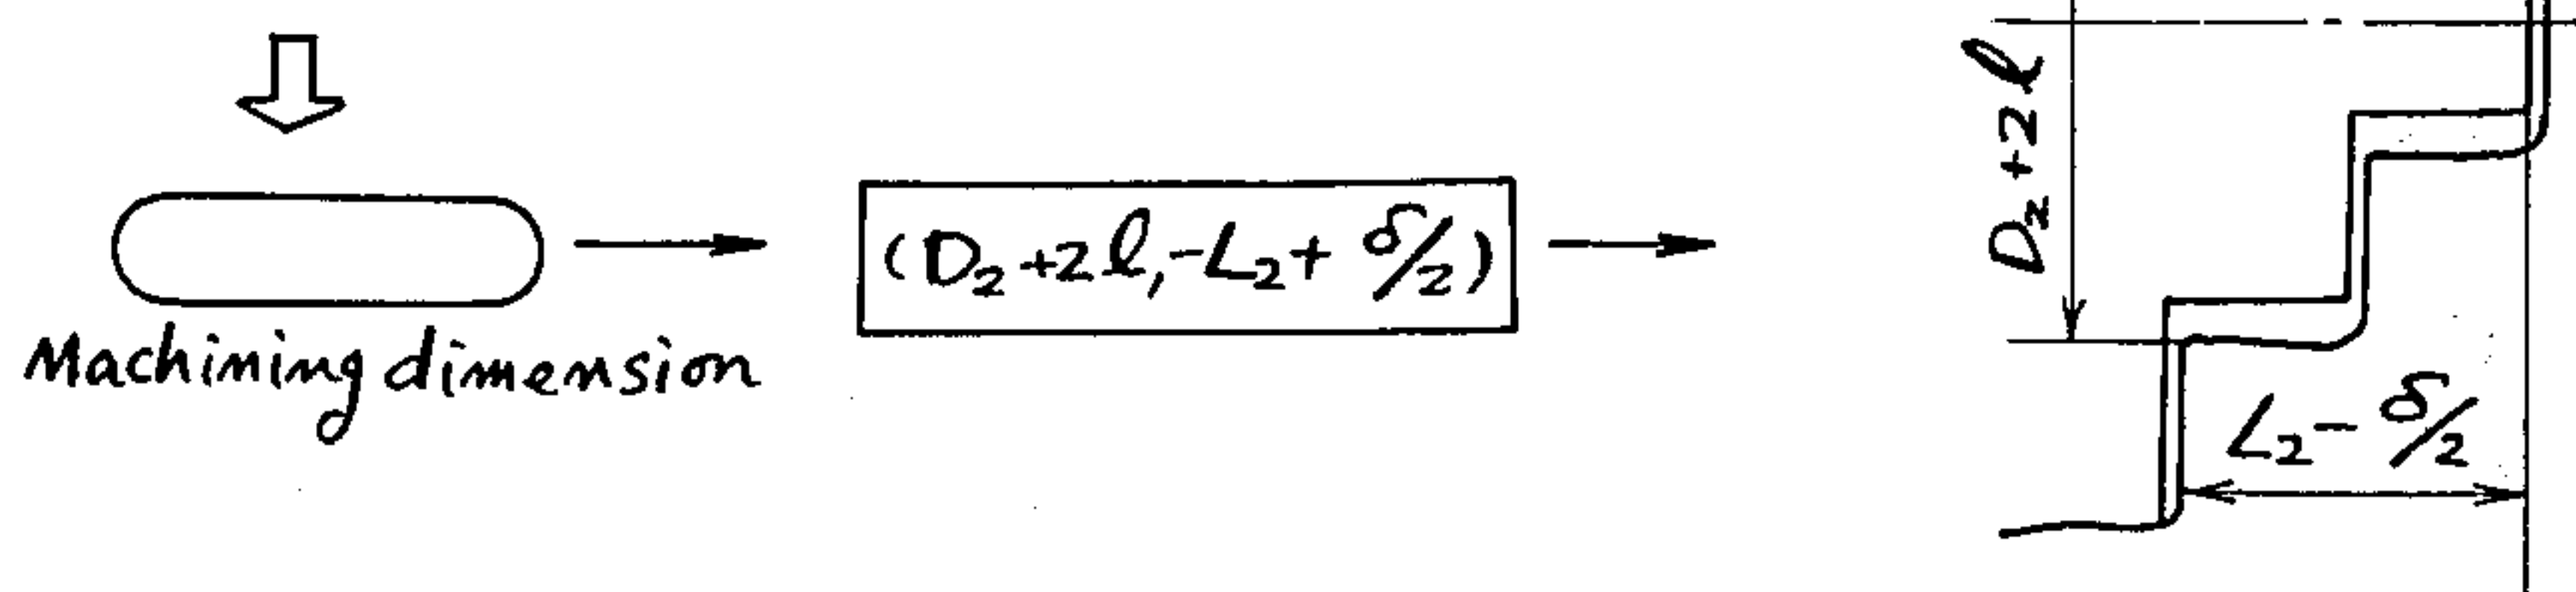 Machining dimension
(D₂+2ℓ,-L₂+δ/2)
D₂+2ℓ
L₂-δ/2